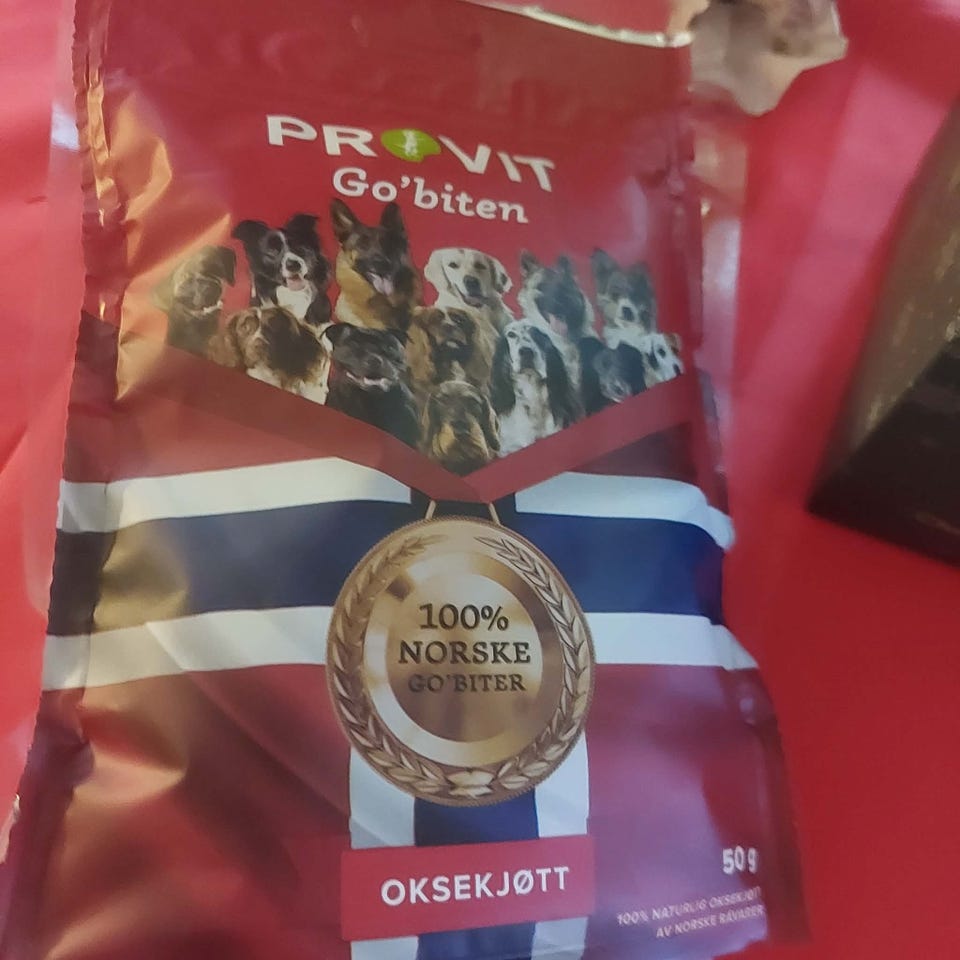 PROVIT
Go'biten
100%
NORSKE
GO'BITER
OKSEKJØTT
50 g
100% NATURLIG OKSEKJØTT
AV NORSKE RÅVARER